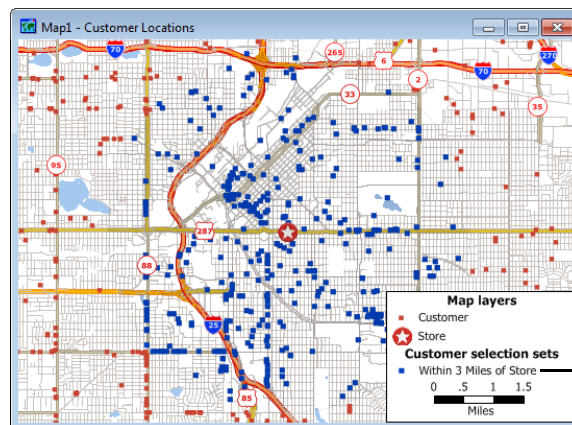 Map1 - Customer Locations
70
265
6
2
70
270
33
35
95
287
88
25
85
Map layers
Customer
Store
Customer selection sets
Within 3 Miles of Store
0 .5 1 1.5
Miles